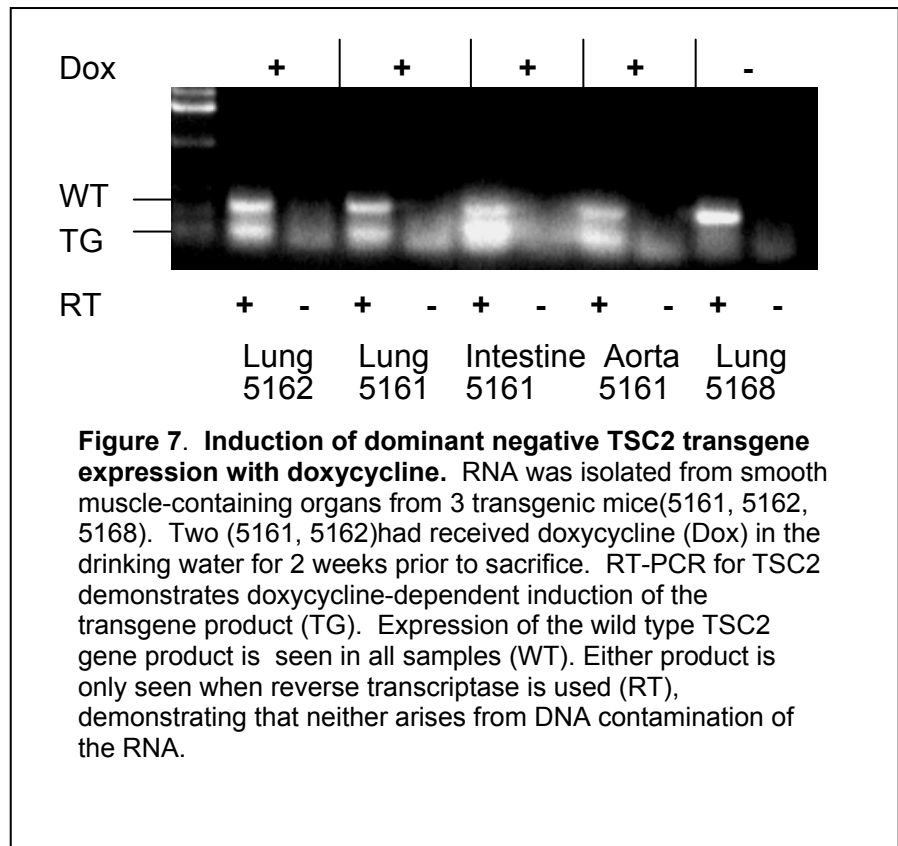 Dox + + + + -
WT
TG
RT + - + - + - + - + -
Lung Lung Intestine Aorta Lung
5162 5161 5161 5161 5168
Figure 7. Induction of dominant negative TSC2 transgene
expression with doxycycline. RNA was isolated from smooth
muscle-containing organs from 3 transgenic mice(5161, 5162,
5168). Two (5161, 5162)had received doxycycline (Dox) in the
drinking water for 2 weeks prior to sacrifice. RT-PCR for TSC2
demonstrates doxycycline-dependent induction of the
transgene product (TG). Expression of the wild type TSC2
gene product is seen in all samples (WT). Either product is
only seen when reverse transcriptase is used (RT),
demonstrating that neither arises from DNA contamination of
the RNA.